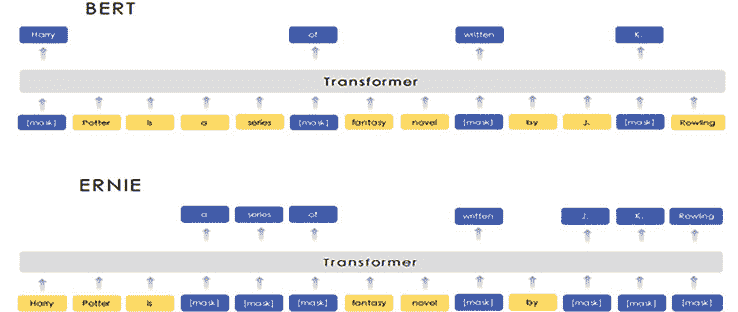 BERT
Harry of written K.
Transformer
[mask] Potter is a series [mask] fantasy novel [mask] by J. [mask] Rowling
ERNIE
a series of written J. K. Rowling
Transformer
Harry Potter is [mask] [mask] [mask] fantasy novel [mask] by [mask] [mask] [mask]